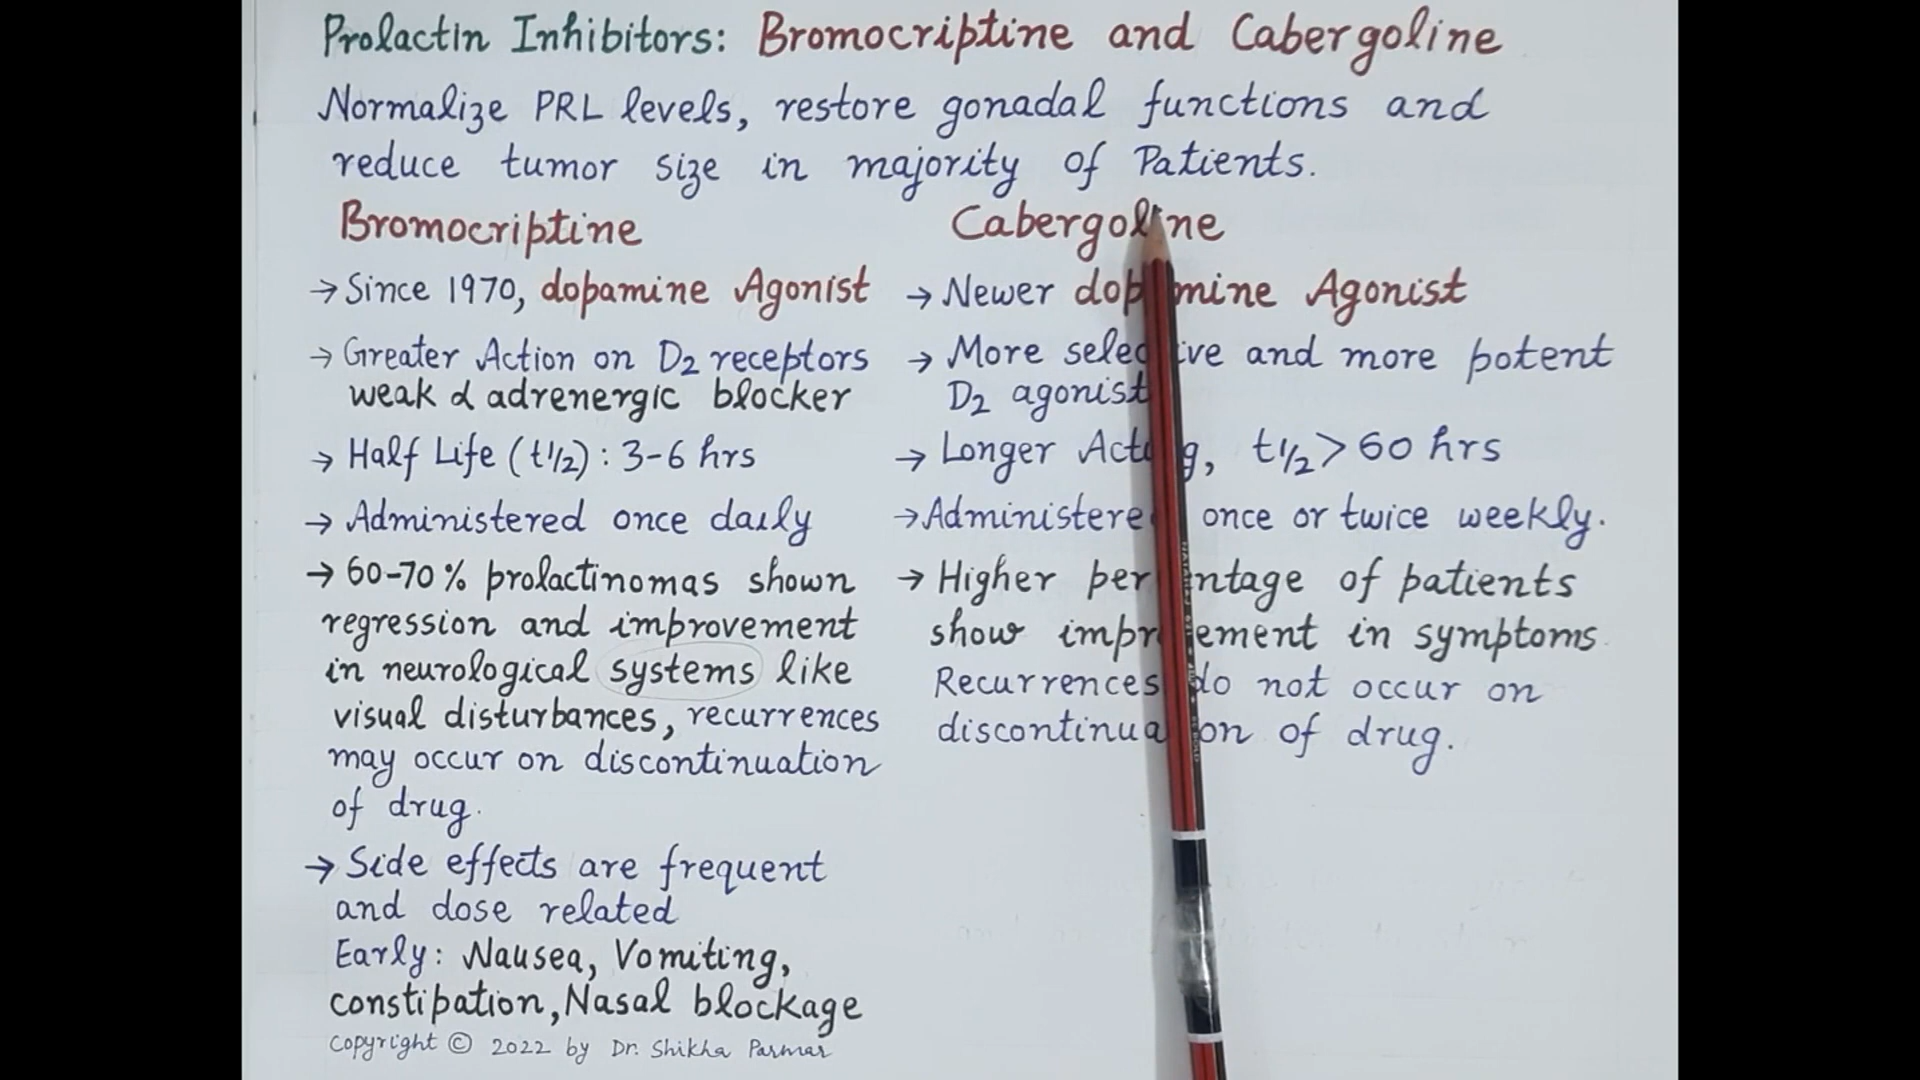 Prolactin Inhibitors: Bromocriptine and Cabergoline
Normalize PRL levels, restore gonadal functions and
reduce tumor size in majority of Patients.
Bromocriptine
→ Since 1970, dopamine Agonist
→ Greater Action on D2 receptors
weak α adrenergic blocker
→ Half Life (t1/2): 3-6 hrs
→ Administered once daily
→ 60-70% prolactinomas shown
regression and improvement
in neurological systems like
visual disturbances, recurrences
may occur on discontinuation
of drug.
→ Side effects are frequent
and dose related
Early: Nausea, Vomiting,
constipation, Nasal blockage
Copyright © 2022 by Dr. Shikha Parmar
Cabergoline
→ Newer dopamine Agonist
→ More selective and more potent
D2 agonist
→ Longer Acting, t1/2 > 60 hrs
→ Administered once or twice weekly.
→ Higher percentage of patients
show improvement in symptoms
Recurrences do not occur on
discontinuation of drug.